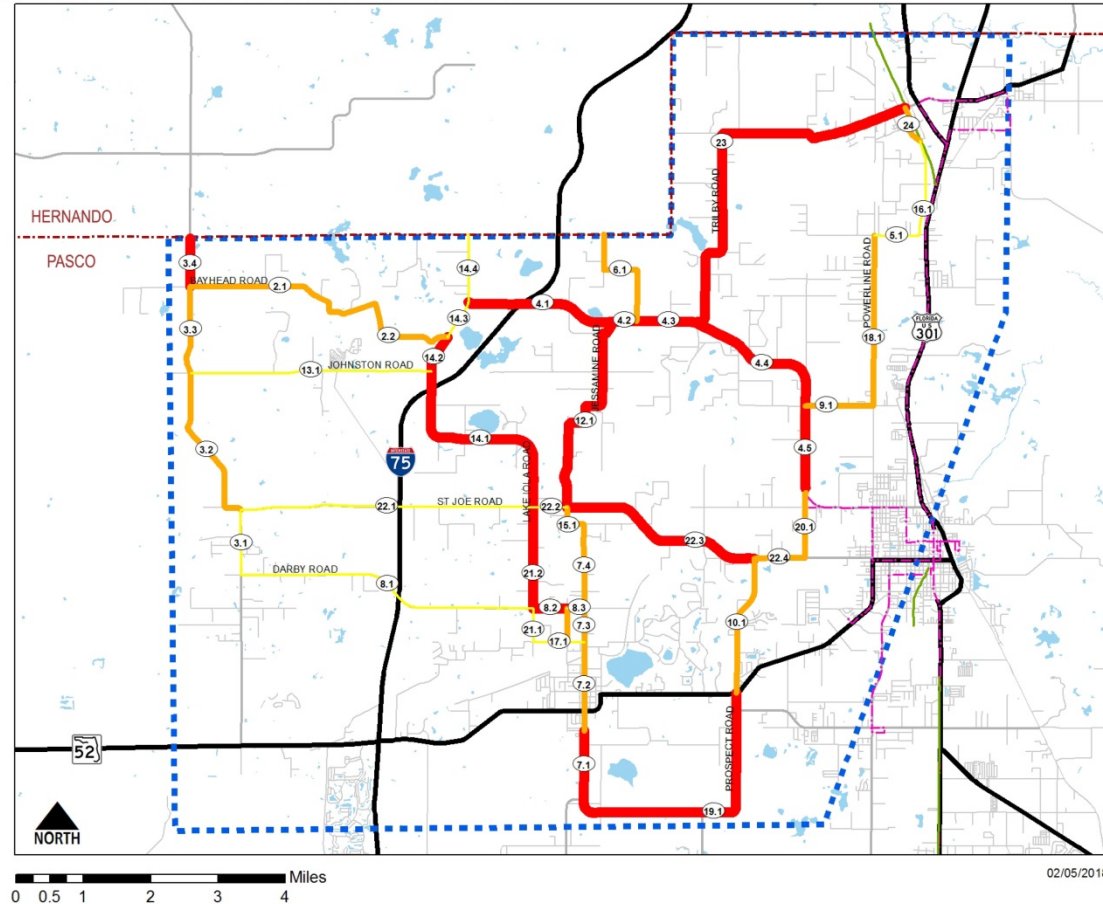 24
23
TRILBY ROAD
16.1
HERNANDO
5.1
PASCO
POWERLINE ROAD
3.4
14.4
6.1
BAYHEAD ROAD
2.1
4.1
14.3
4.2
4.3
FLORIDA
U S
301
3.3
2.2
18.1
14.2
JESSAMINE ROAD
4.4
JOHNSTON ROAD
13.1
9.1
12.1
14.1
3.2
4.5
INTERSTATE
75
LAKE IOLA ROAD
ST JOE ROAD
22.1
22.2
15.1
20.1
3.1
22.3
22.4
7.4
DARBY ROAD
8.1
21.2
8.2
8.3
10.1
21.1
7.3
17.1
7.2
PROSPECT ROAD
52
7.1
19.1
NORTH
Miles
0 0.5 1 2 3 4
02/05/2018